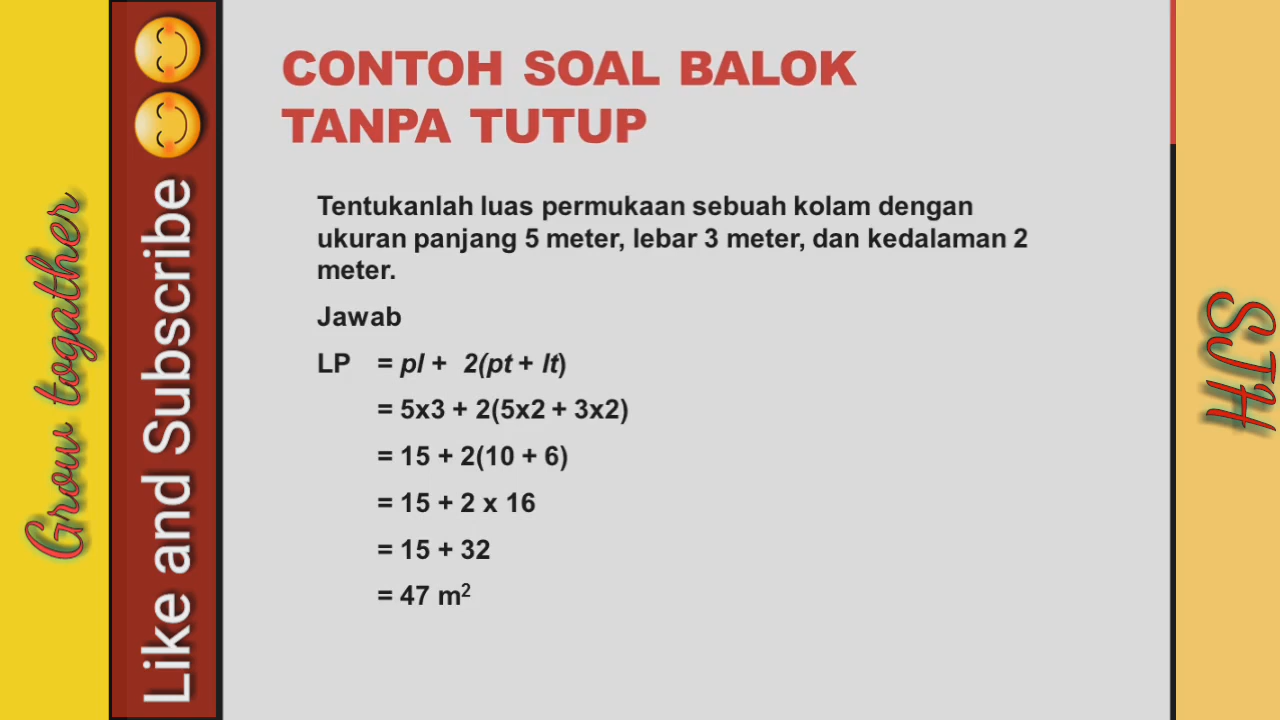 Grow togather
Like and Subscribe
CONTOH SOAL BALOK
TANPA TUTUP
Tentukanlah luas permukaan sebuah kolam dengan
ukuran panjang 5 meter, lebar 3 meter, dan kedalaman 2
meter.
Jawab
LP = pl + 2(pt + lt)
= 5x3 + 2(5x2 + 3x2)
= 15 + 2(10 + 6)
= 15 + 2 x 16
= 15 + 32
= 47 m²
SJH